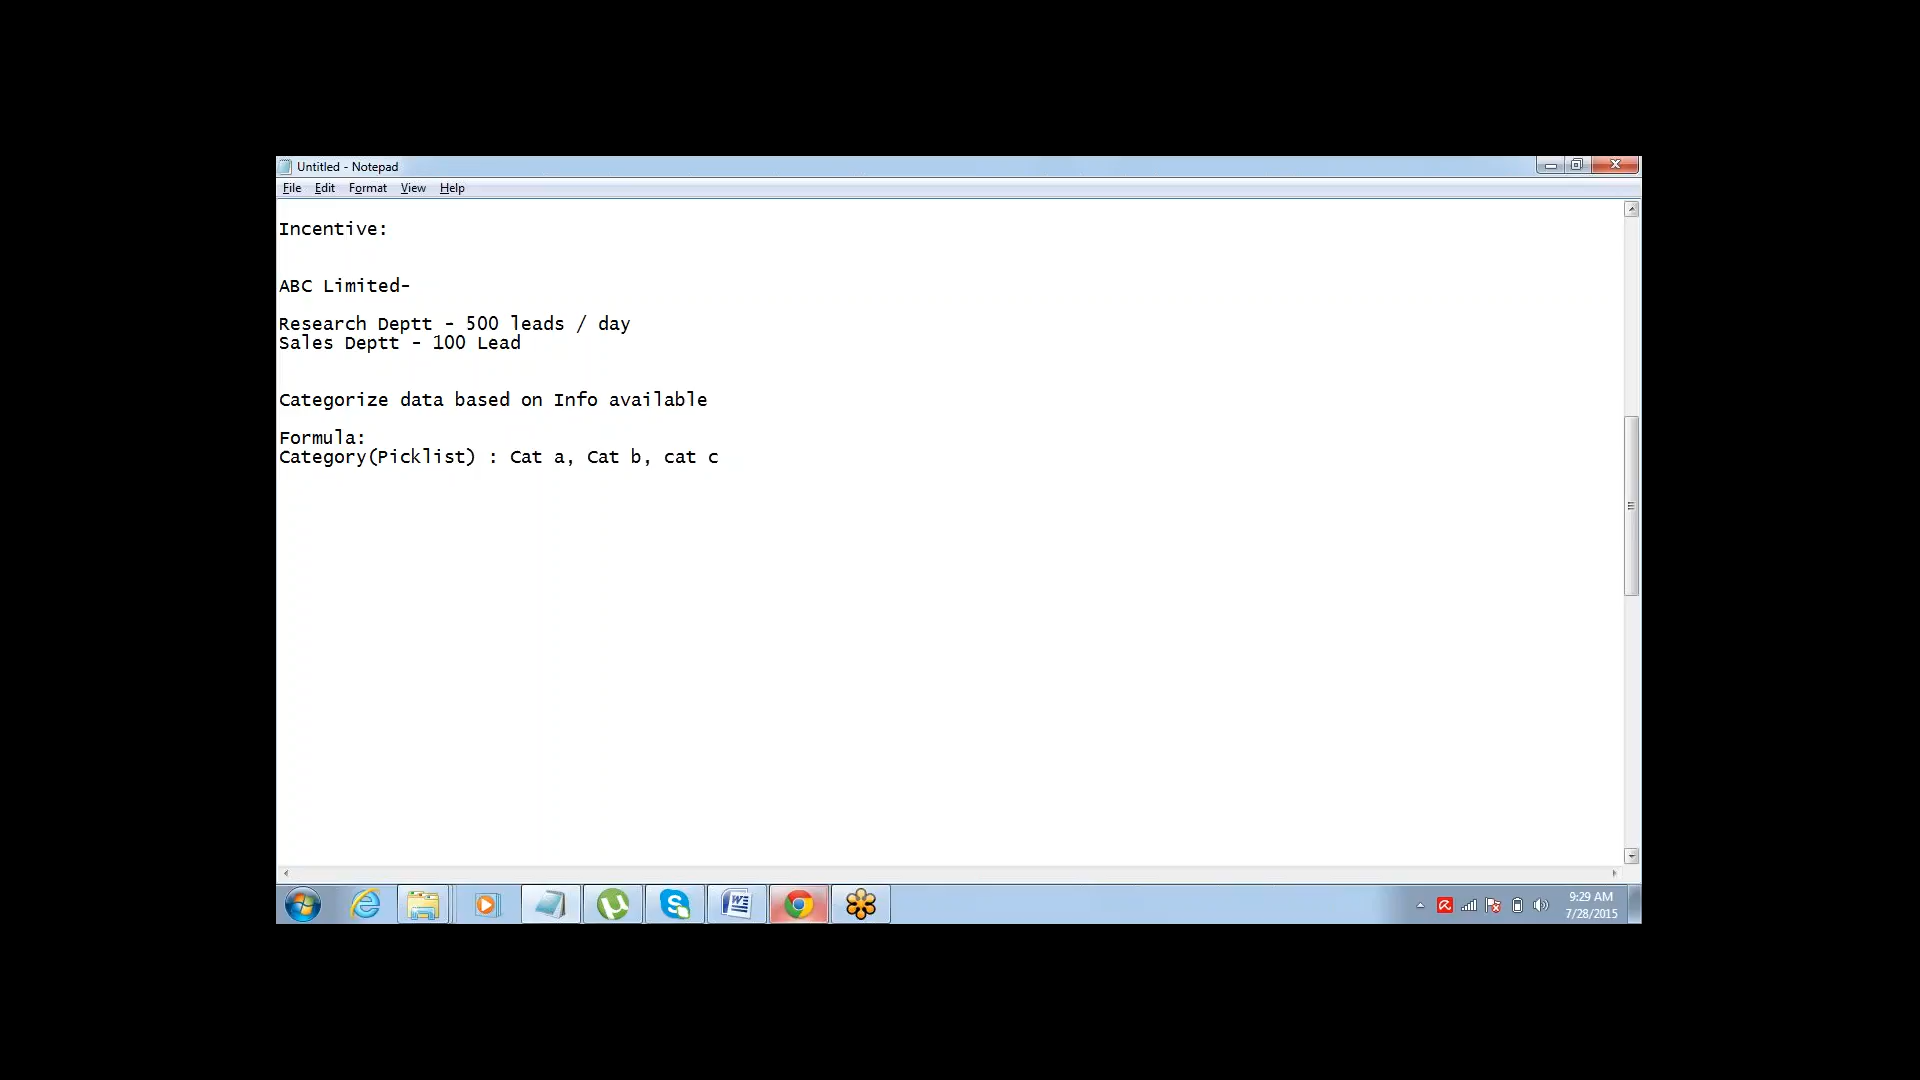 Untitled - Notepad
File Edit Format View Help
Incentive:
ABC Limited-
Research Deptt - 500 leads / day
Sales Deptt - 100 Lead
Categorize data based on Info available
Formula:
Category(Picklist) : Cat a, Cat b, cat c
9:29 AM
7/28/2015